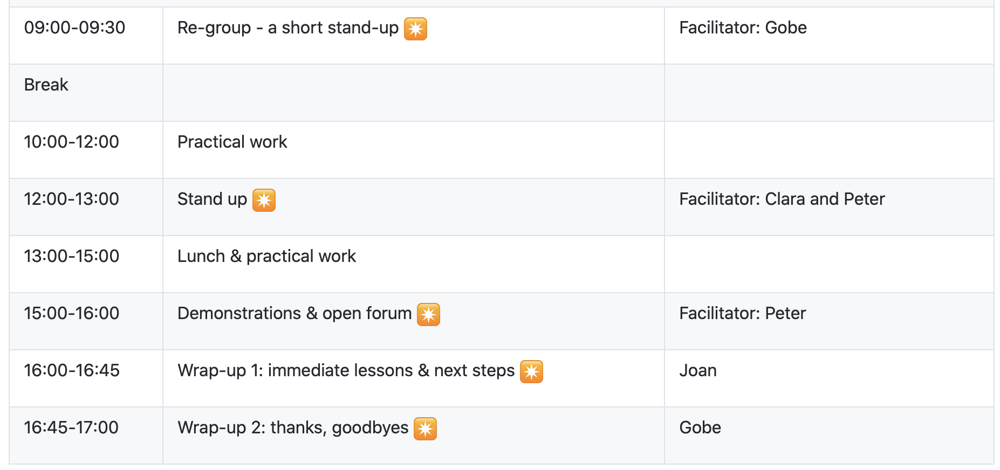 09:00-09:30 Re-group - a short stand-up ✴️ Facilitator: Gobe
Break
10:00-12:00 Practical work
12:00-13:00 Stand up ✴️ Facilitator: Clara and Peter
13:00-15:00 Lunch & practical work
15:00-16:00 Demonstrations & open forum ✴️ Facilitator: Peter
16:00-16:45 Wrap-up 1: immediate lessons & next steps ✴️ Joan
16:45-17:00 Wrap-up 2: thanks, goodbyes ✴️ Gobe